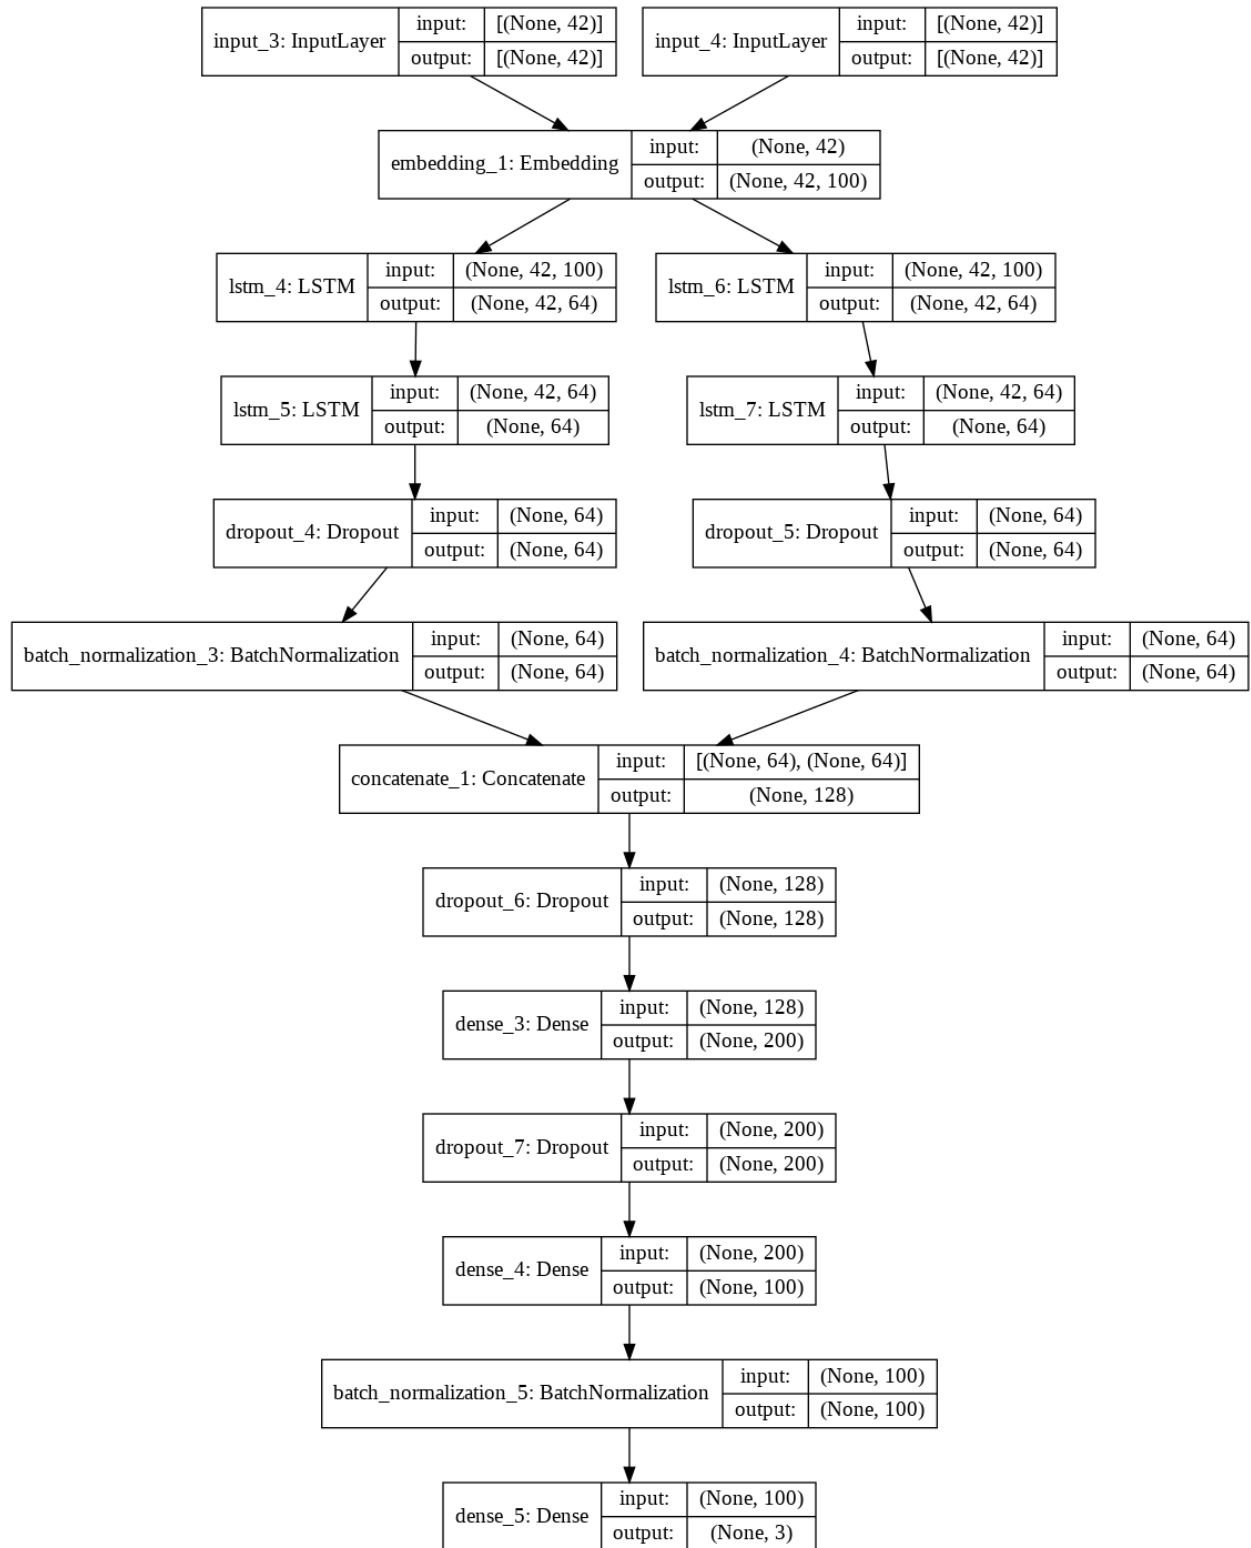 input_3: InputLayer
input:
[(None, 42)]
output:
[(None, 42)]
input_4: InputLayer
input:
[(None, 42)]
output:
[(None, 42)]
embedding_1: Embedding
input:
(None, 42)
output:
(None, 42, 100)
lstm_4: LSTM
input:
(None, 42, 100)
output:
(None, 42, 64)
lstm_6: LSTM
input:
(None, 42, 100)
output:
(None, 42, 64)
lstm_5: LSTM
input:
(None, 42, 64)
output:
(None, 64)
lstm_7: LSTM
input:
(None, 42, 64)
output:
(None, 64)
dropout_4: Dropout
input:
(None, 64)
output:
(None, 64)
dropout_5: Dropout
input:
(None, 64)
output:
(None, 64)
batch_normalization_3: BatchNormalization
input:
(None, 64)
output:
(None, 64)
batch_normalization_4: BatchNormalization
input:
(None, 64)
output:
(None, 64)
concatenate_1: Concatenate
input:
[(None, 64), (None, 64)]
output:
(None, 128)
dropout_6: Dropout
input:
(None, 128)
output:
(None, 128)
dense_3: Dense
input:
(None, 128)
output:
(None, 200)
dropout_7: Dropout
input:
(None, 200)
output:
(None, 200)
dense_4: Dense
input:
(None, 200)
output:
(None, 100)
batch_normalization_5: BatchNormalization
input:
(None, 100)
output:
(None, 100)
dense_5: Dense
input:
(None, 100)
output:
(None, 3)